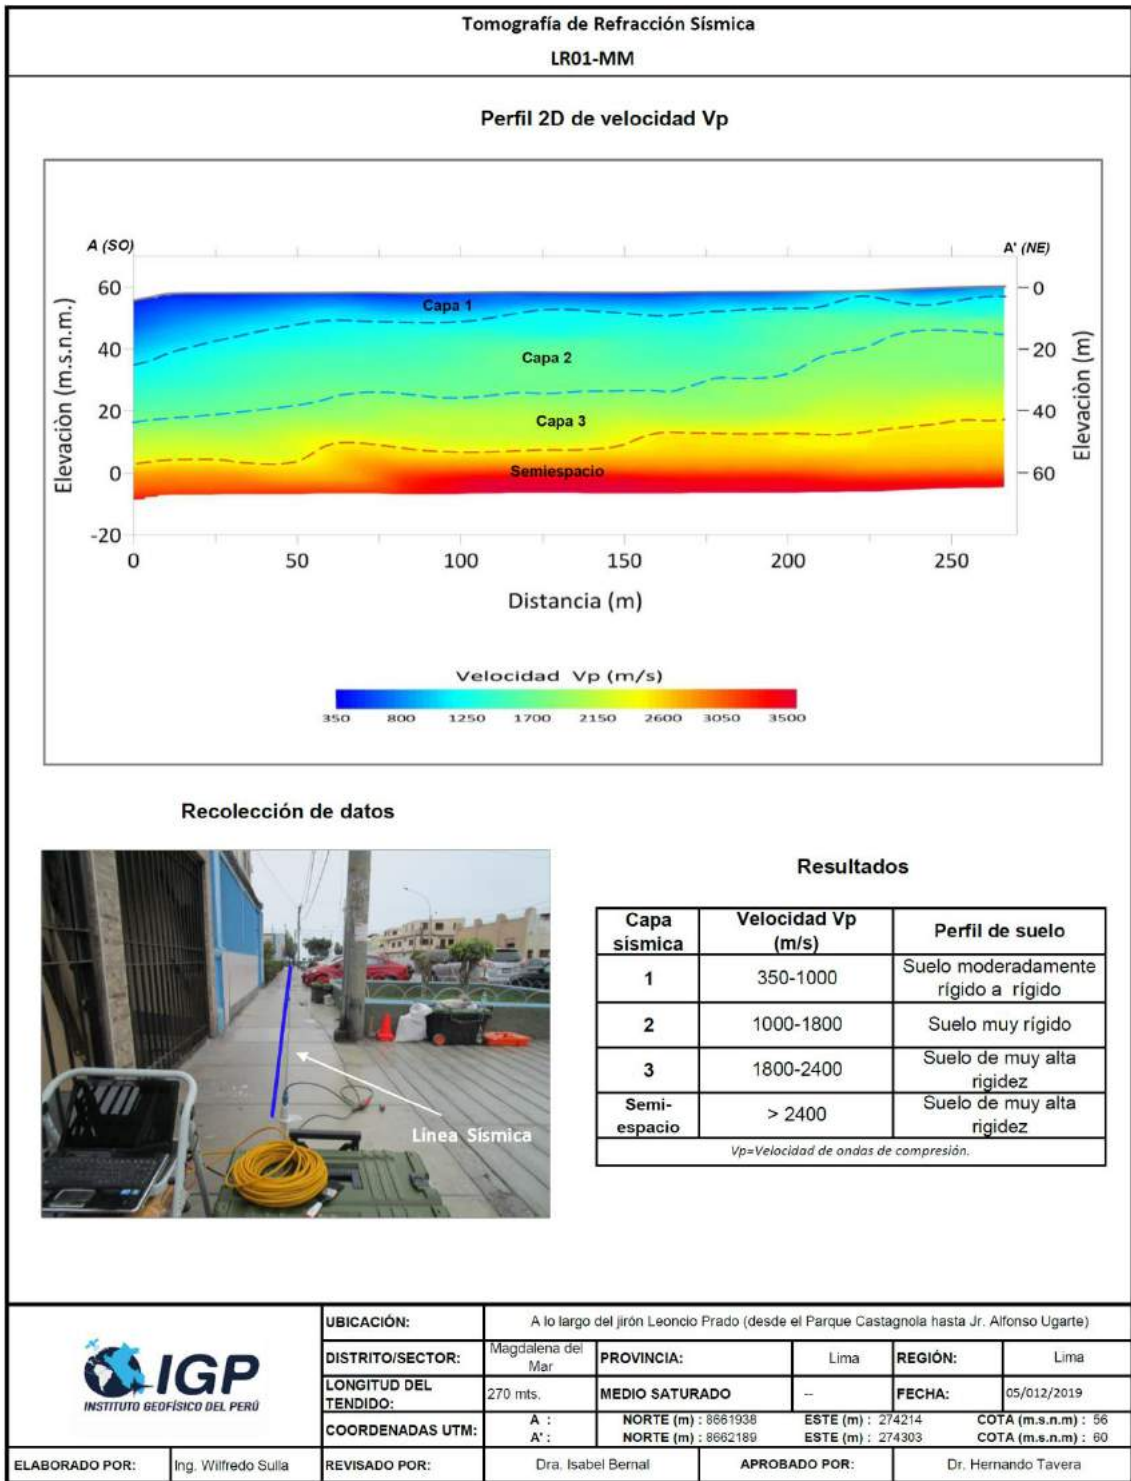 Tomografía de Refracción Sísmica
LR01-MM
Perfil 2D de velocidad Vp
A (SO)
A' (NE)
60
40
20
0
-20
Elevaciòn (m.s.n.m.)
Capa 1
Capa 2
Capa 3
Semiespacio
0
20
40
60
Elevaciòn (m)
0 50 100 150 200 250
Distancia (m)
Velocidad Vp (m/s)
350 800 1250 1700 2150 2600 3050 3500
Recolección de datos
Línea Sísmica
Resultados
Capa sísmica Velocidad Vp (m/s) Perfil de suelo
1 350-1000 Suelo moderadamente rígido a rígido
2 1000-1800 Suelo muy rígido
3 1800-2400 Suelo de muy alta rigidez
Semi-espacio > 2400 Suelo de muy alta rigidez
Vp=Velocidad de ondas de compresión.
IGP
INSTITUTO GEOFÍSICO DEL PERÚ
UBICACIÓN: A lo largo del jirón Leoncio Prado (desde el Parque Castagnola hasta Jr. Alfonso Ugarte)
DISTRITO/SECTOR: Magdalena del Mar PROVINCIA: Lima REGIÓN: Lima
LONGITUD DEL TENDIDO: 270 mts. MEDIO SATURADO -- FECHA: 05/012/2019
COORDENADAS UTM: A : NORTE (m) : 8661938 ESTE (m) : 274214 COTA (m.s.n.m.) : 56
A' : NORTE (m) : 8662189 ESTE (m) : 274303 COTA (m.s.n.m.) : 60
ELABORADO POR: Ing. Wilfredo Sulla REVISADO POR: Dra. Isabel Bernal APROBADO POR: Dr. Hernando Tavera